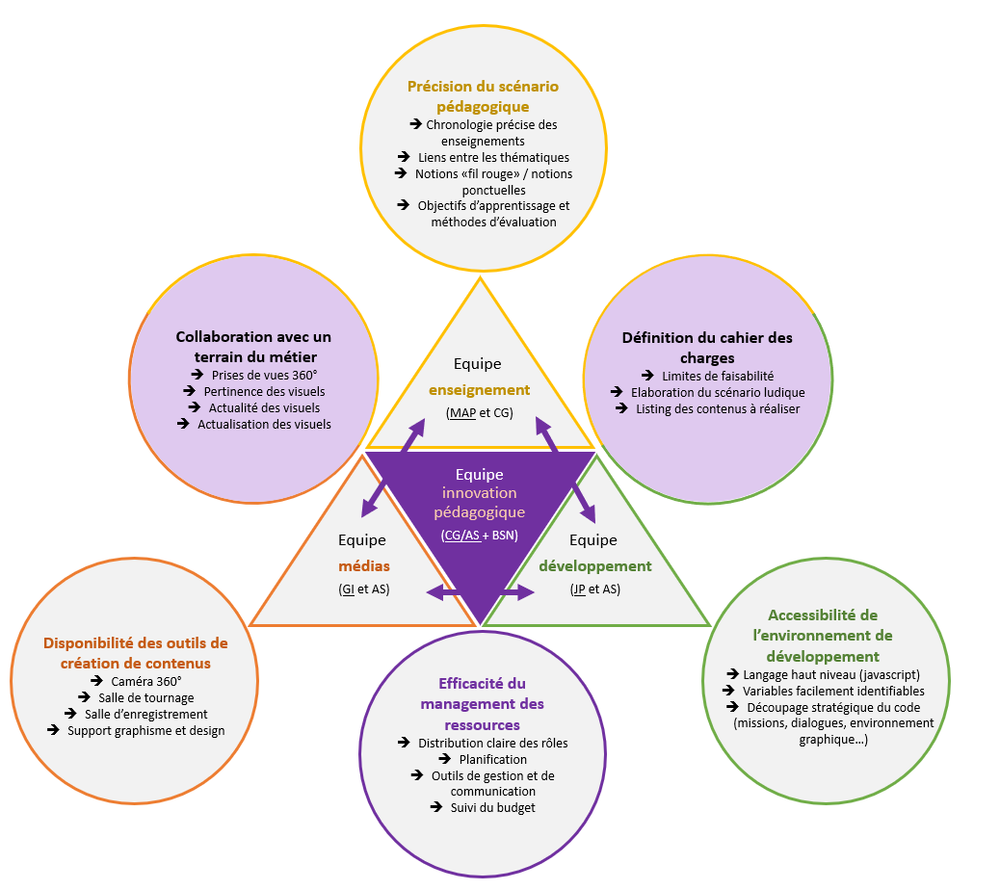 Précision du scénario
pédagogique
➔ Chronologie précise des
enseignements
➔ Liens entre les thématiques
➔ Notions «fil rouge» / notions
ponctuelles
➔ Objectifs d’apprentissage et
méthodes d’évaluation
Collaboration avec un
terrain du métier
➔ Prises de vues 360°
➔ Pertinence des visuels
➔ Actualité des visuels
➔ Actualisation des visuels
Définition du cahier des
charges
➔ Limites de faisabilité
➔ Elaboration du scénario ludique
➔ Listing des contenus à réaliser
Equipe
enseignement
(MAP et CG)
Equipe
innovation
pédagogique
(CG/AS + BSN)
Equipe
médias
(GI et AS)
Equipe
développement
(JP et AS)
Disponibilité des outils de
création de contenus
➔ Caméra 360°
➔ Salle de tournage
➔ Salle d’enregistrement
➔ Support graphisme et design
Efficacité du
management des
ressources
➔ Distribution claire des rôles
➔ Planification
➔ Outils de gestion et de
communication
➔ Suivi du budget
Accessibilité de
l’environnement de
développement
➔ Langage haut niveau (javascript)
➔ Variables facilement identifiables
➔ Découpage stratégique du code
(missions, dialogues, environnement
graphique…)